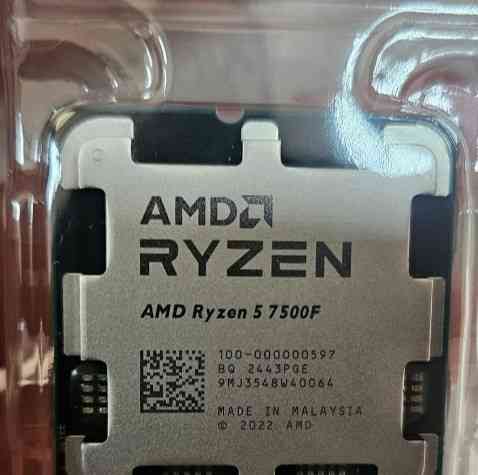 AMD
RYZEN
AMD Ryzen 5 7500F
100-000000597
BQ 2443PGE
9MJ3548W40064
MADE IN MALAYSIA
© 2022 AMD